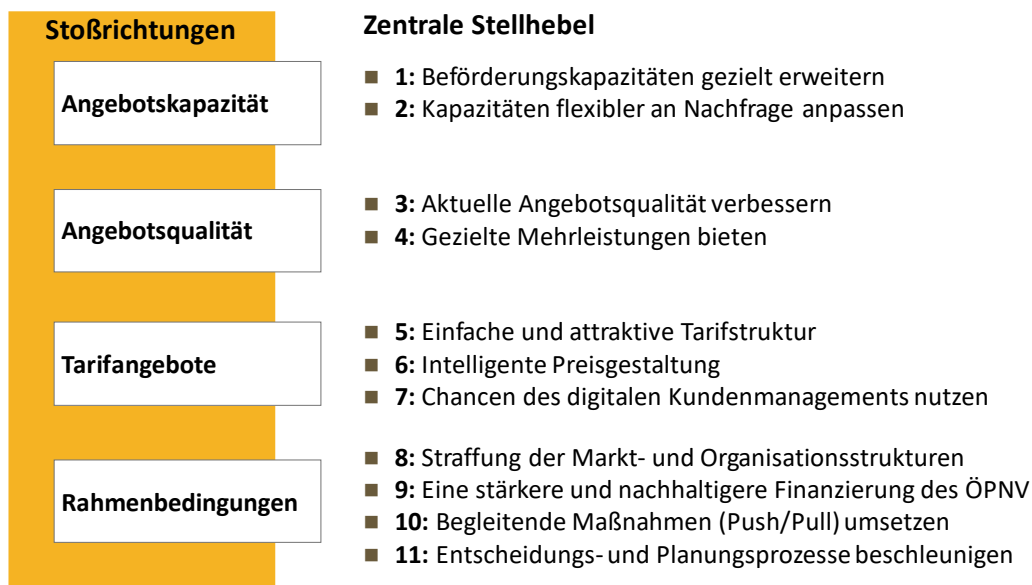 Stoßrichtungen
Zentrale Stellhebel
Angebotskapazität
■ 1: Beförderungskapazitäten gezielt erweitern
■ 2: Kapazitäten flexibler an Nachfrage anpassen
Angebotsqualität
■ 3: Aktuelle Angebotsqualität verbessern
■ 4: Gezielte Mehrleistungen bieten
Tarifangebote
■ 5: Einfache und attraktive Tarifstruktur
■ 6: Intelligente Preisgestaltung
■ 7: Chancen des digitalen Kundenmanagements nutzen
Rahmenbedingungen
■ 8: Straffung der Markt- und Organisationsstrukturen
■ 9: Eine stärkere und nachhaltigere Finanzierung des ÖPNV
■ 10: Begleitende Maßnahmen (Push/Pull) umsetzen
■ 11: Entscheidungs- und Planungsprozesse beschleunigen